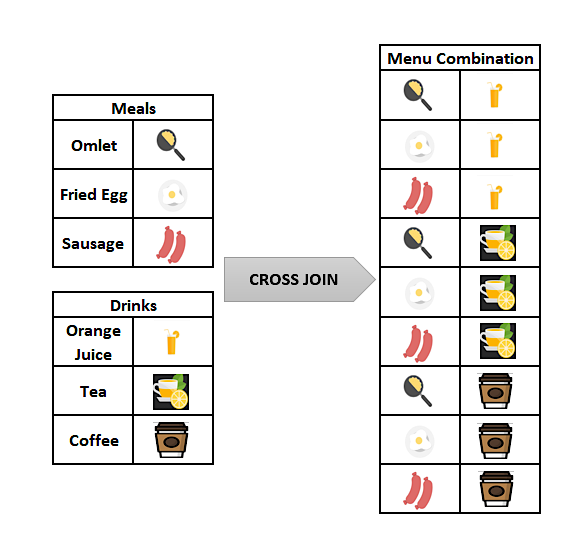 Menu Combination
Meals
Omlet
Fried Egg
Sausage
CROSS JOIN
Drinks
Orange
Juice
Tea
Coffee